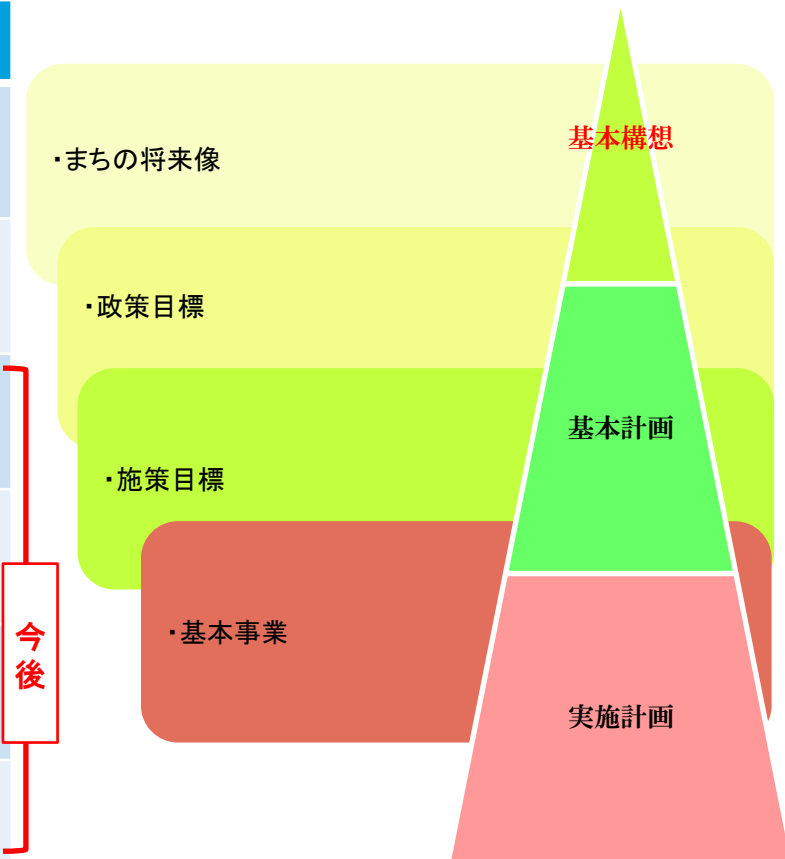 基本構想
・まちの将来像
・政策目標
基本計画
・施策目標
今後
・基本事業
実施計画